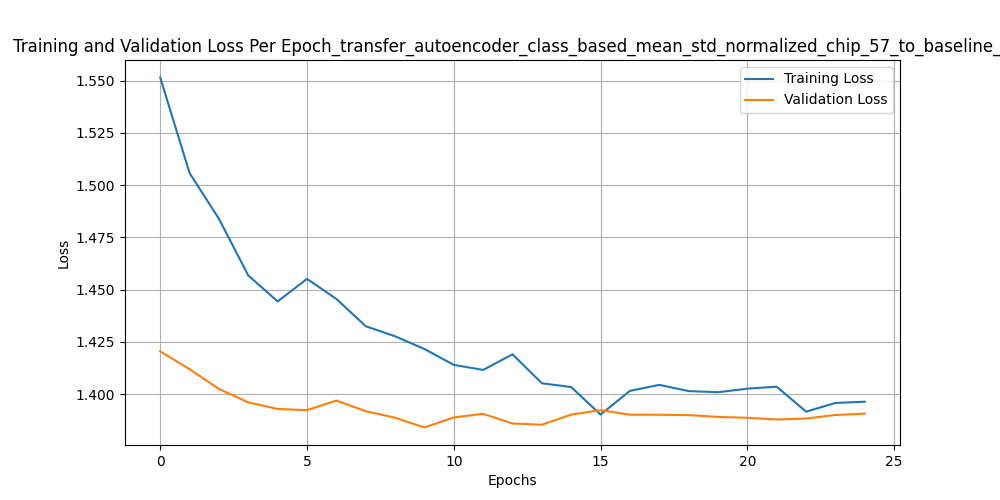 Training and Validation Loss Per Epoch_transfer_autoencoder_class_based_mean_std_normalized_chip_57_to_baseline_
Training Loss
Validation Loss
1.550
1.525
1.500
1.475
1.450
1.425
1.400
Loss
0 5 10 15 20 25
Epochs